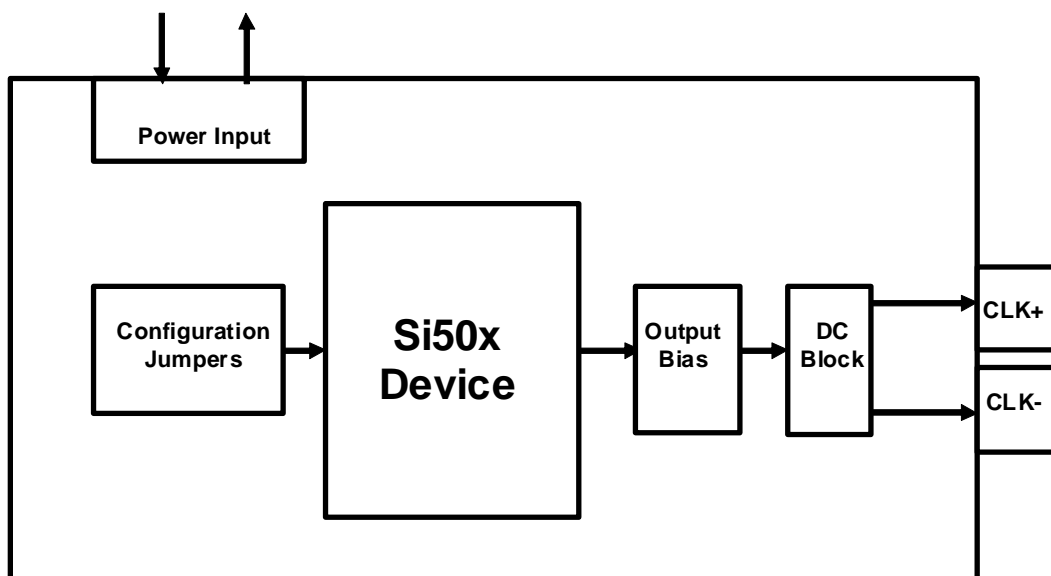 Power Input
Configuration
Jumpers
Si50x
Device
Output
Bias
DC
Block
CLK+
CLK-